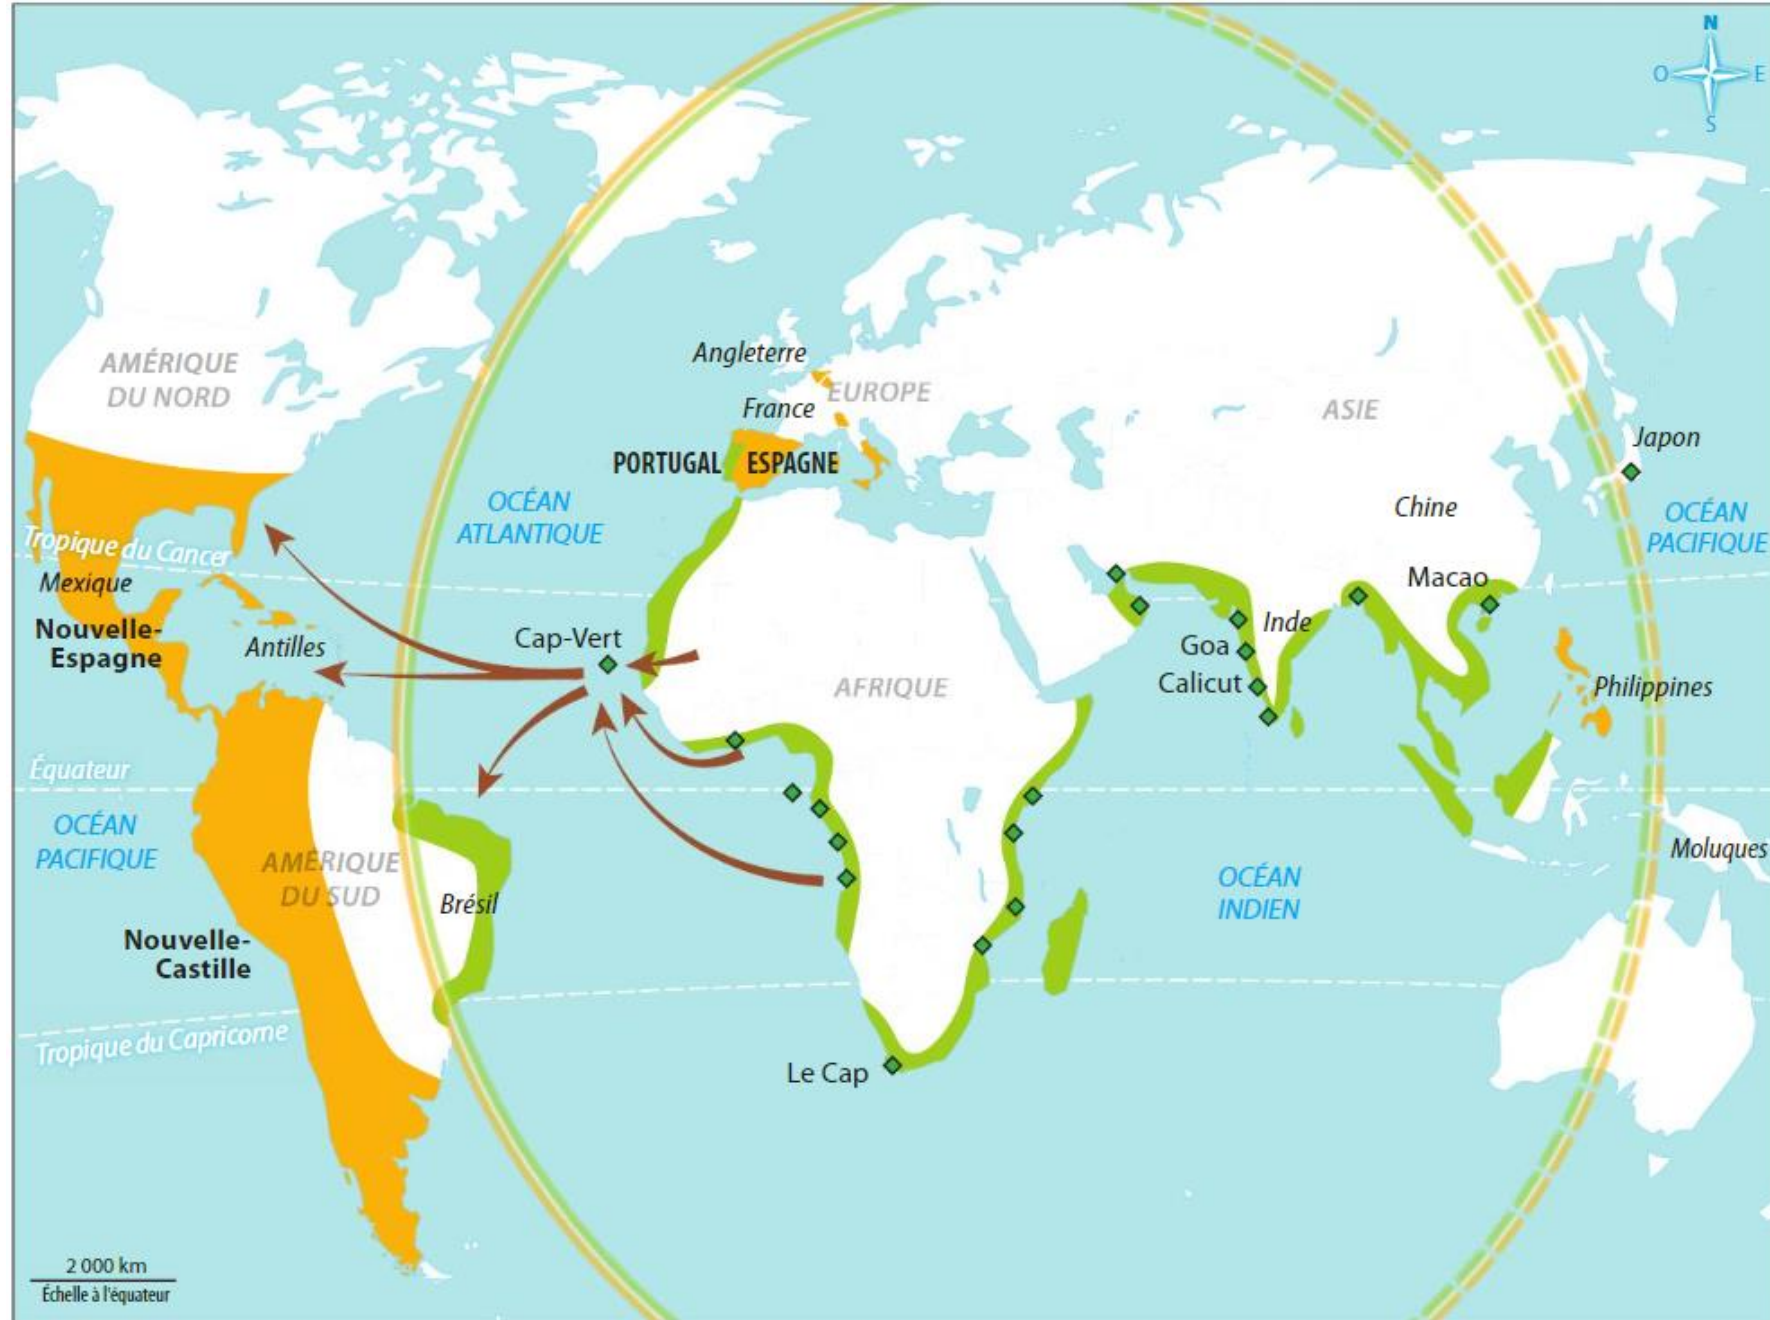 N
O
E
S
AMÉRIQUE
DU NORD
Angleterre
EUROPE
France
ASIE
PORTUGAL
ESPAGNE
Japon
OCÉAN
ATLANTIQUE
Chine
OCÉAN
PACIFIQUE
Tropique du Cancer
Mexique
Macao
Nouvelle-
Espagne
Antilles
Cap-Vert
Inde
Goa
Calicut
AFRIQUE
Philippines
Équateur
OCÉAN
PACIFIQUE
AMÉRIQUE
DU SUD
Brésil
Moluques
OCÉAN
INDIEN
Nouvelle-
Castille
Tropique du Capricorne
Le Cap
2 000 km
Échelle à l'équateur